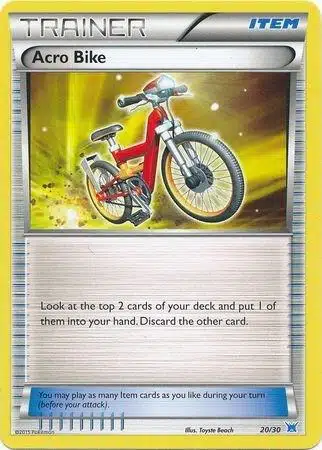 TRAINER
ITEM
Acro Bike
Look at the top 2 cards of your deck and put 1 of
them into your hand. Discard the other card.
You may play as many Item cards as you like during your turn
(before your attack).
©2015 Pokémon
Illus. Toyste Beach
20/30